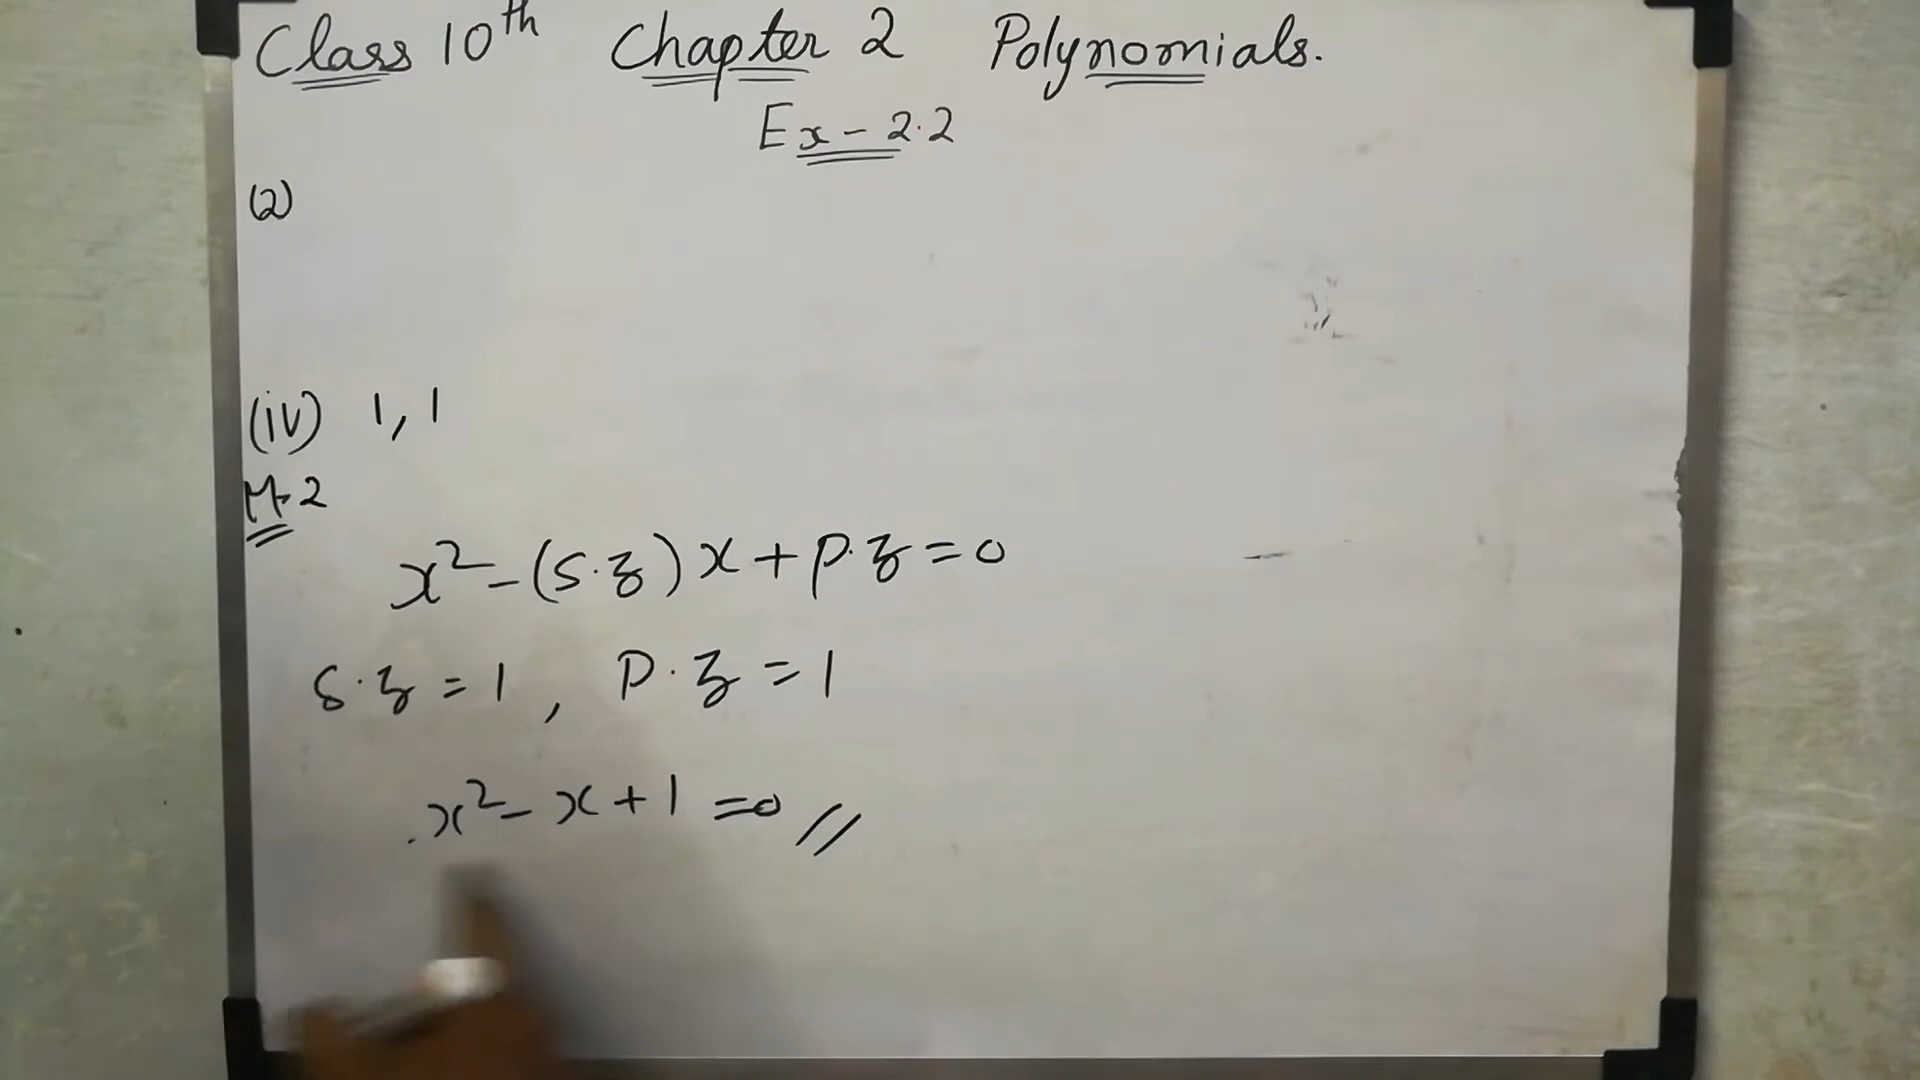 Class 10th Chapter 2 Polynomials.
Ex - 2.2
(2)
(iv) 1, 1
M-2
x² - (S.z)x + P.z = 0
S.z = 1, P.z = 1
x² - x + 1 = 0 //